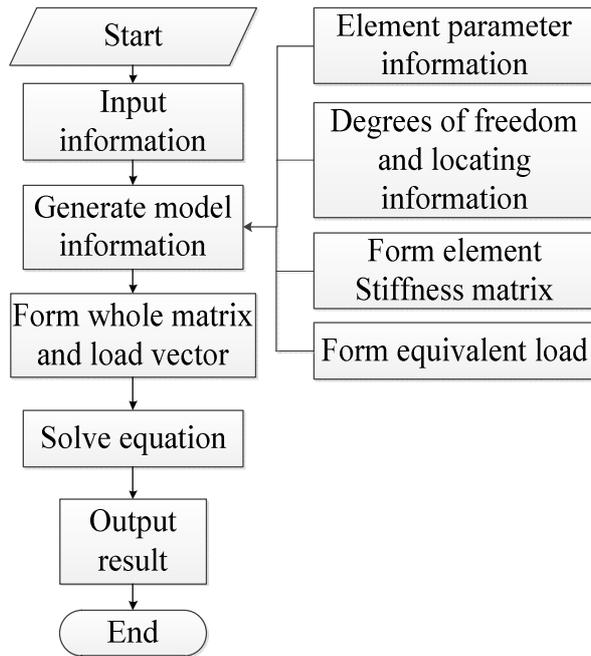 Start
Input
information
Generate model
information
Form whole matrix
and load vector
Solve equation
Output
result
End
Element parameter
information
Degrees of freedom
and locating
information
Form element
Stiffness matrix
Form equivalent load